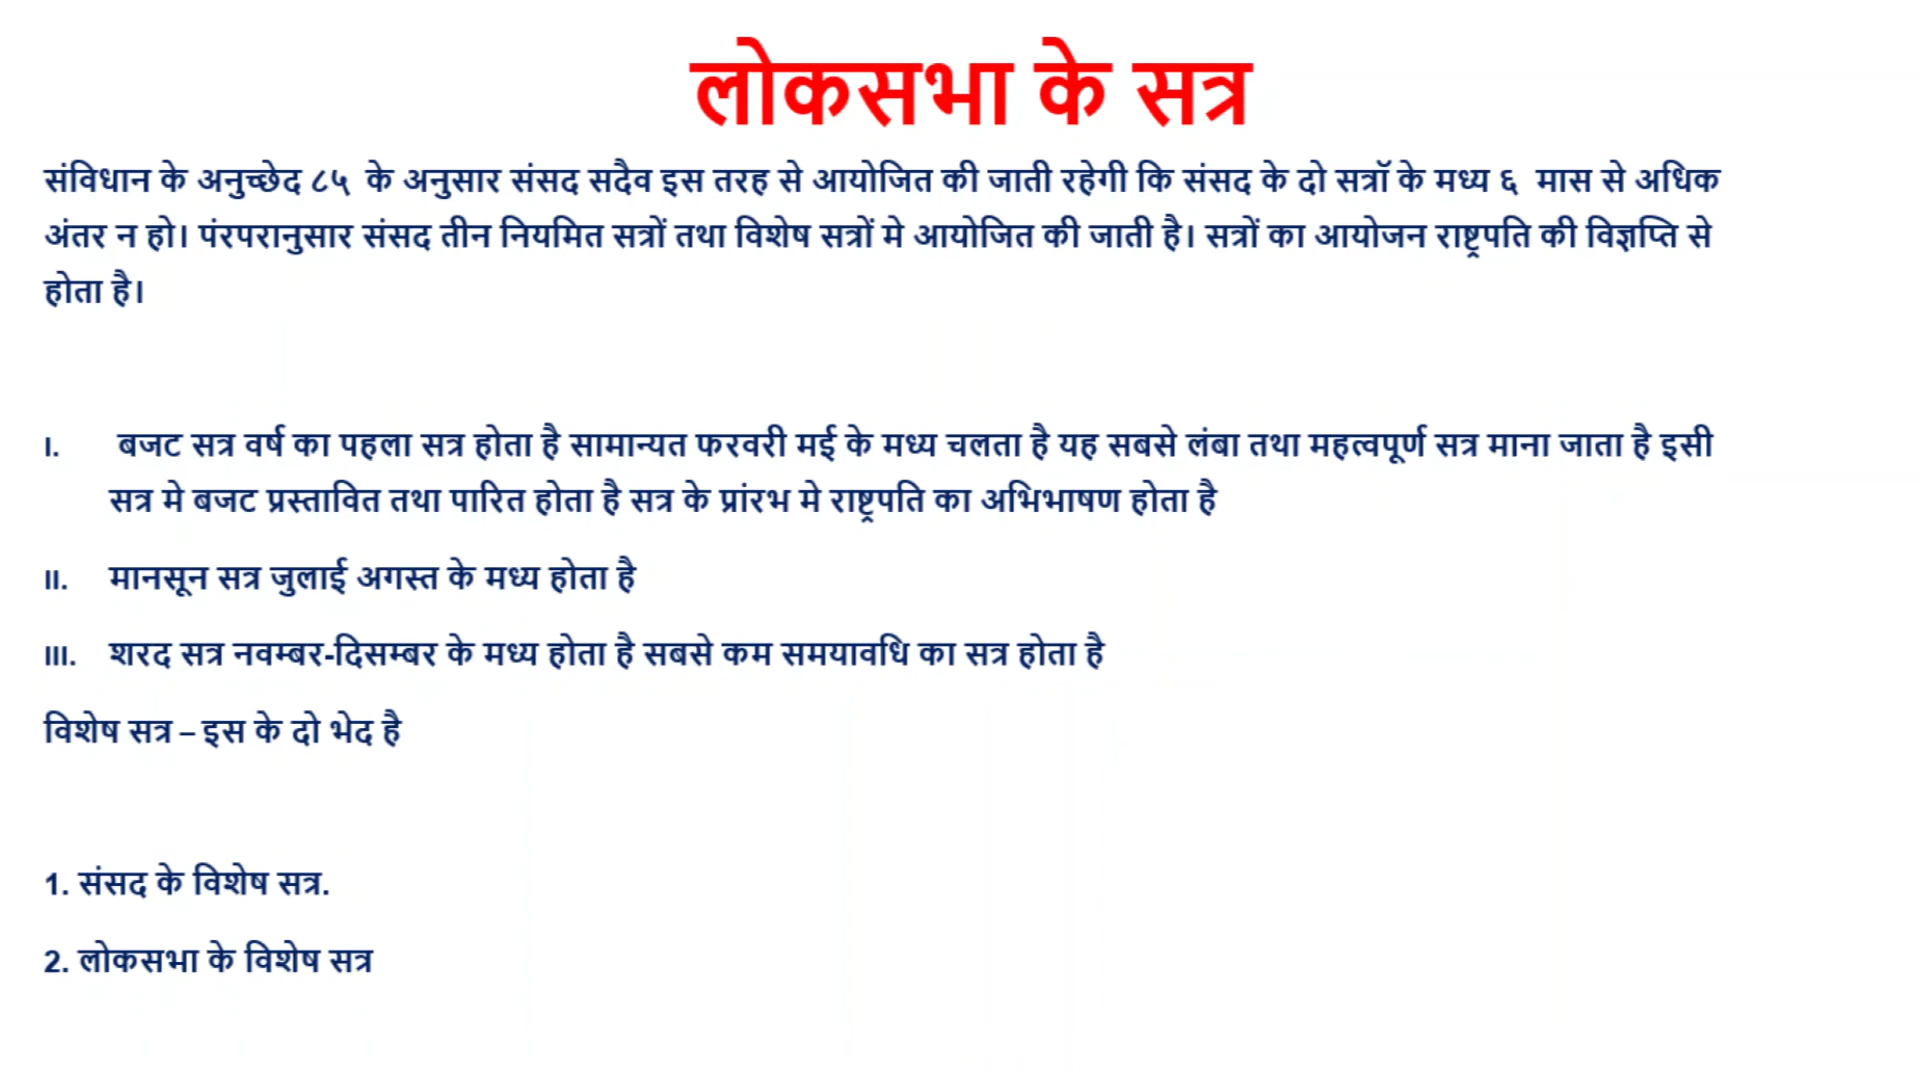 लोकसभा के सत्र
संविधान के अनुच्छेद ८५ के अनुसार संसद सदैव इस तरह से आयोजित की जाती रहेगी कि संसद के दो सत्रॉ के मध्य ६ मास से अधिक
अंतर न हो। पंरपरानुसार संसद तीन नियमित सत्रों तथा विशेष सत्रों मे आयोजित की जाती है। सत्रों का आयोजन राष्ट्रपति की विज्ञप्ति से
होता है।
I. बजट सत्र वर्ष का पहला सत्र होता है सामान्यत फरवरी मई के मध्य चलता है यह सबसे लंबा तथा महत्वपूर्ण सत्र माना जाता है इसी
सत्र मे बजट प्रस्तावित तथा पारित होता है सत्र के प्रांरभ मे राष्ट्रपति का अभिभाषण होता है
II. मानसून सत्र जुलाई अगस्त के मध्य होता है
III. शरद सत्र नवम्बर-दिसम्बर के मध्य होता है सबसे कम समयावधि का सत्र होता है
विशेष सत्र – इस के दो भेद है
1. संसद के विशेष सत्र.
2. लोकसभा के विशेष सत्र